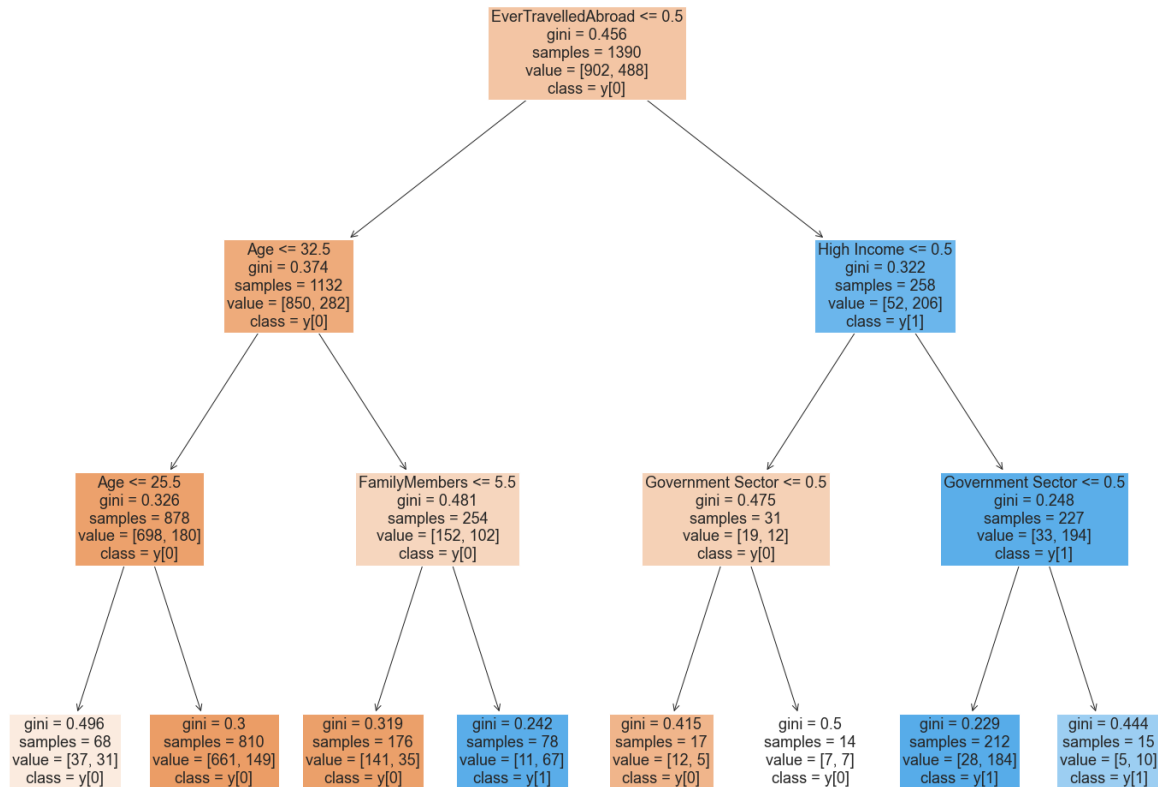 EverTravelledAbroad <= 0.5
gini = 0.456
samples = 1390
value = [902, 488]
class = y[0]
Age <= 32.5
gini = 0.374
samples = 1132
value = [850, 282]
class = y[0]
High Income <= 0.5
gini = 0.322
samples = 258
value = [52, 206]
class = y[1]
Age <= 25.5
gini = 0.326
samples = 878
value = [698, 180]
class = y[0]
FamilyMembers <= 5.5
gini = 0.481
samples = 254
value = [152, 102]
class = y[0]
Government Sector <= 0.5
gini = 0.475
samples = 31
value = [19, 12]
class = y[0]
Government Sector <= 0.5
gini = 0.248
samples = 227
value = [33, 194]
class = y[1]
gini = 0.496
samples = 68
value = [37, 31]
class = y[0]
gini = 0.3
samples = 810
value = [661, 149]
class = y[0]
gini = 0.319
samples = 176
value = [141, 35]
class = y[0]
gini = 0.242
samples = 78
value = [11, 67]
class = y[1]
gini = 0.415
samples = 17
value = [12, 5]
class = y[0]
gini = 0.5
samples = 14
value = [7, 7]
class = y[0]
gini = 0.229
samples = 212
value = [28, 184]
class = y[1]
gini = 0.444
samples = 15
value = [5, 10]
class = y[1]